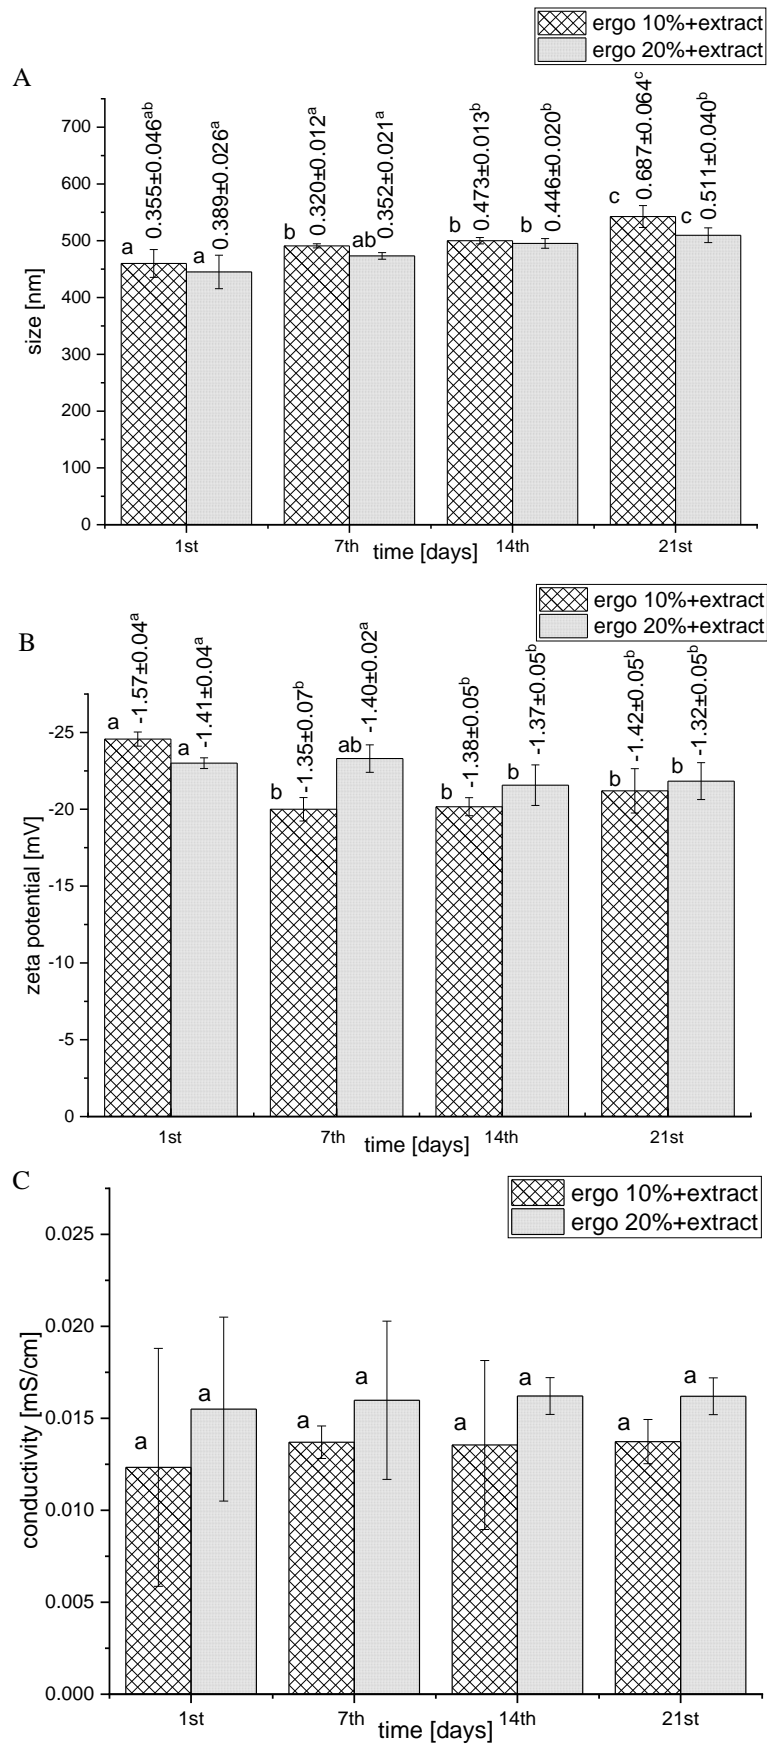 ergo 10%+extract
ergo 20%+extract
A
0.355±0.046ab
0.389±0.026a
0.320±0.012a
0.352±0.021a
0.473±0.013b
0.446±0.020b
0.687±0.064c
0.511±0.040b
a
a
b
ab
b
b
c
c
700
600
500
400
300
200
100
0
size [nm]
1st
7th
14th
21st
time [days]
ergo 10%+extract
ergo 20%+extract
B
-1.57±0.04a
-1.41±0.04a
-1.35±0.07b
-1.40±0.02a
-1.38±0.05b
-1.37±0.05b
-1.42±0.05b
-1.32±0.05b
a
a
b
ab
b
b
b
b
-25
-20
-15
-10
-5
0
zeta potential [mV]
1st
7th
14th
21st
time [days]
C
ergo 10%+extract
ergo 20%+extract
0.025
0.020
0.015
0.010
0.005
0.000
conductivity [mS/cm]
a
a
a
a
a
a
a
a
1st
7th
14th
21st
time [days]